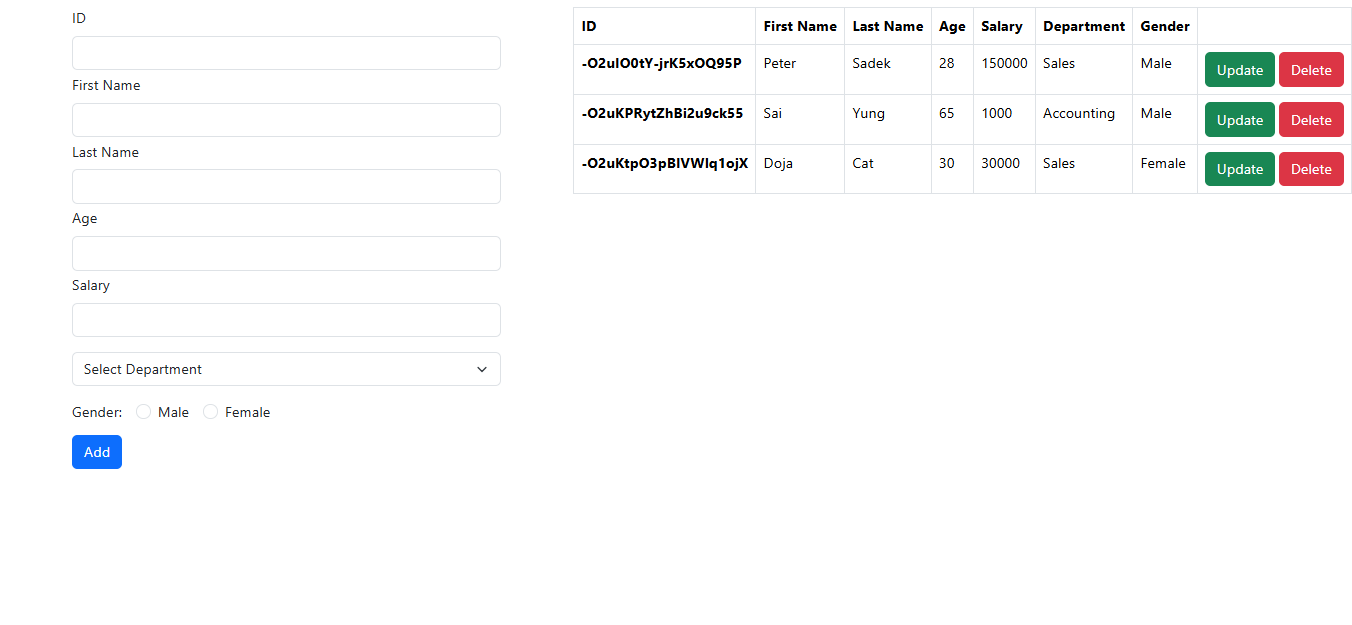 ID
First Name
Last Name
Age
Salary
Select Department
Gender: Male Female
Add
ID First Name Last Name Age Salary Department Gender
-O2uIO0tY-jrK5xOQ95P Peter Sadek 28 150000 Sales Male Update Delete
-O2uKPRytZhBi2u9ck55 Sai Yung 65 1000 Accounting Male Update Delete
-O2uKtpO3pBIVWIq1ojX Doja Cat 30 30000 Sales Female Update Delete